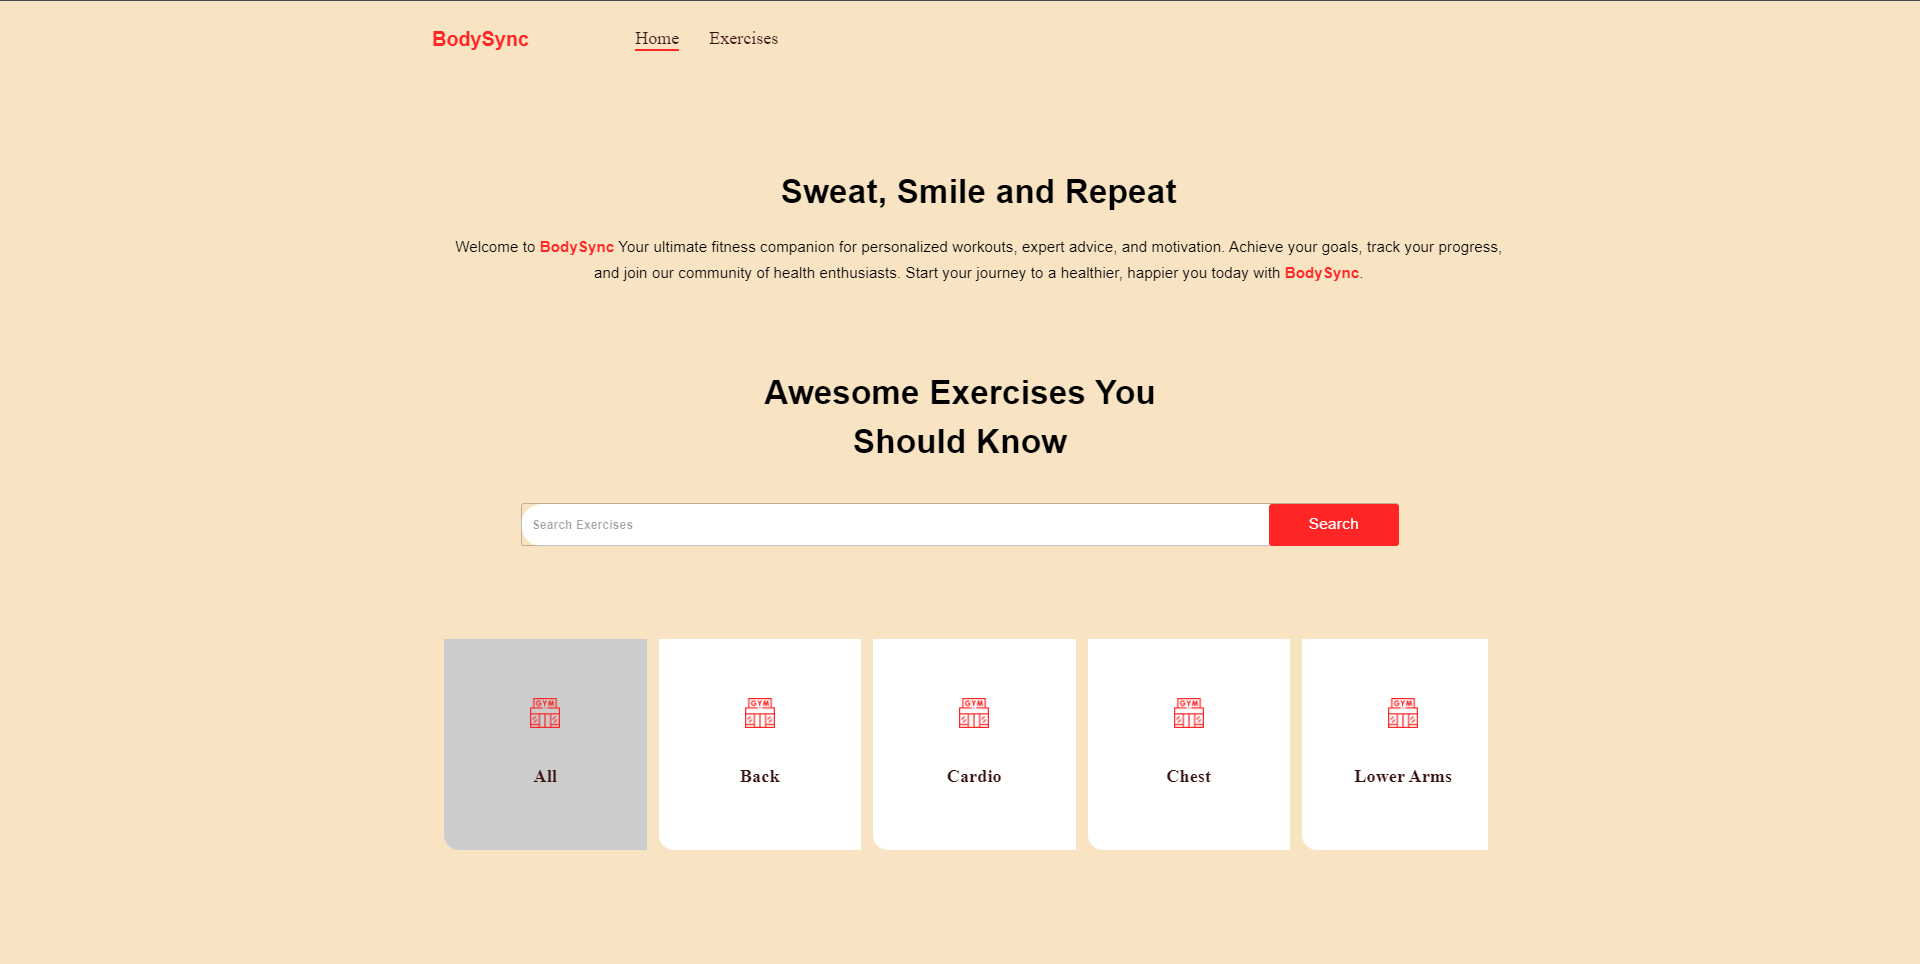 BodySync Home Exercises
Sweat, Smile and Repeat
Welcome to BodySync Your ultimate fitness companion for personalized workouts, expert advice, and motivation. Achieve your goals, track your progress,
and join our community of health enthusiasts. Start your journey to a healthier, happier you today with BodySync.
Awesome Exercises You
Should Know
Search Exercises Search
GYM GYM GYM GYM GYM
All Back Cardio Chest Lower Arms